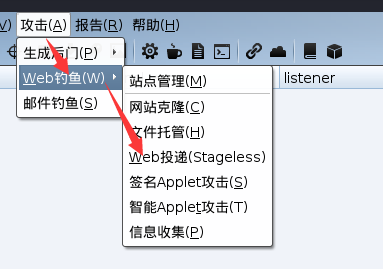 V) 攻击(A) 报告(R) 帮助(H)
生成后门(P)
Web钓鱼(W)
邮件钓鱼(S)
listener
站点管理(M)
网站克隆(C)
文件托管(H)
Web投递(Stageless)
签名Applet攻击(S)
智能Applet攻击(T)
信息收集(P)